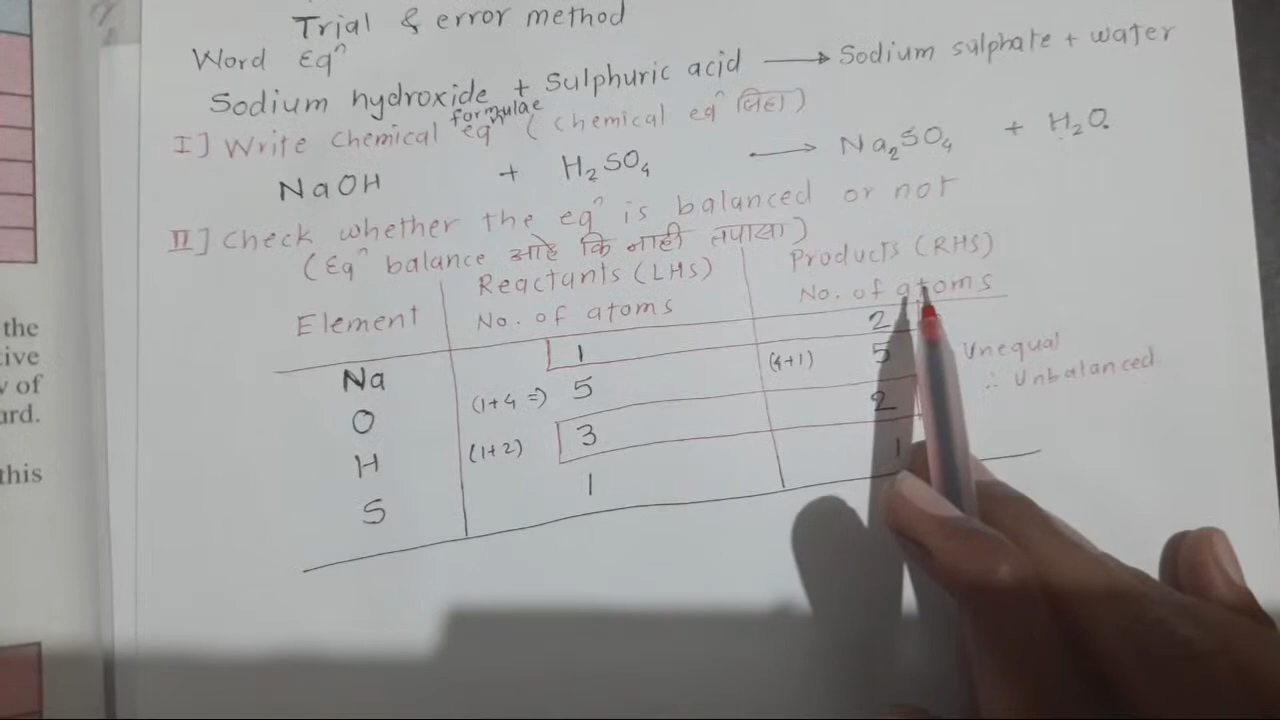 Trial & error method
Word Eqⁿ
Sodium hydroxide + Sulphuric acid → Sodium sulphate + water
formulae
I] Write chemical eqⁿ (chemical eqⁿ लिहा)
NaOH + H₂SO₄ → Na₂SO₄ + H₂O.
II] Check whether the eqⁿ is balanced or not
(Eqⁿ balance आहे कि नाही तपासा)
Element Reactants (LHS) Products (RHS)
No. of atoms No. of atoms
Na 1 2
O (1+4 =) 5 (4+1) 5
H (1+2) 3 2
S 1 1
Unequal
∴ Unbalanced.
the
ive
of
ard.
this